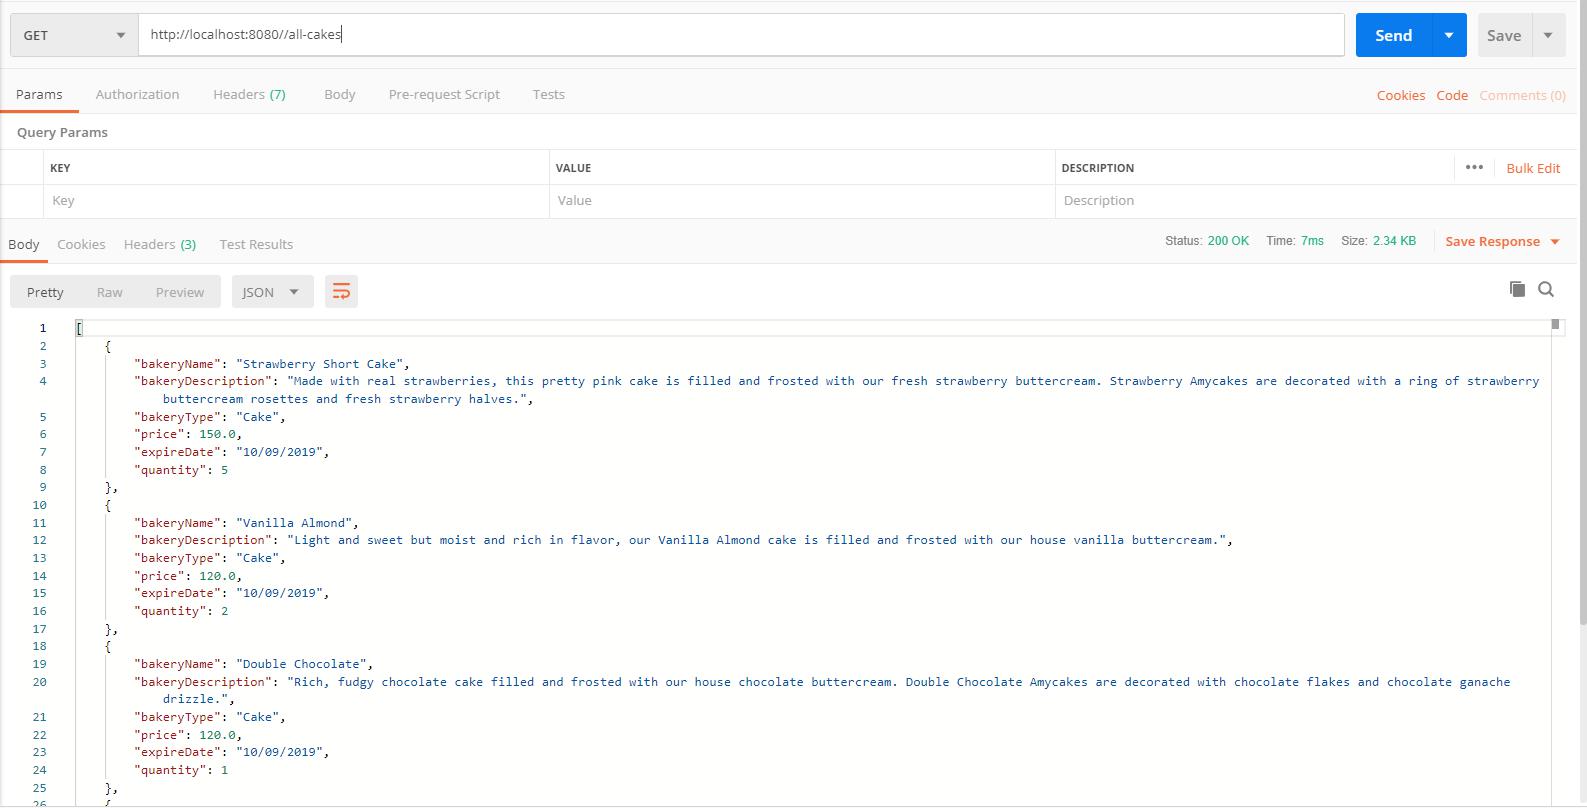 GET http://localhost:8080//all-cakes Send Save
Params Authorization Headers (7) Body Pre-request Script Tests Cookies Code Comments (0)
Query Params
KEY VALUE DESCRIPTION ••• Bulk Edit
Key Value Description
Body Cookies Headers (3) Test Results Status: 200 OK Time: 7ms Size: 2.34 KB Save Response
Pretty Raw Preview JSON
1 [
2 {
3 "bakeryName": "Strawberry Short Cake",
4 "bakeryDescription": "Made with real strawberries, this pretty pink cake is filled and frosted with our fresh strawberry buttercream. Strawberry Amycakes are decorated with a ring of strawberry
buttercream rosettes and fresh strawberry halves.",
5 "bakeryType": "Cake",
6 "price": 150.0,
7 "expireDate": "10/09/2019",
8 "quantity": 5
9 },
10 {
11 "bakeryName": "Vanilla Almond",
12 "bakeryDescription": "Light and sweet but moist and rich in flavor, our Vanilla Almond cake is filled and frosted with our house vanilla buttercream.",
13 "bakeryType": "Cake",
14 "price": 120.0,
15 "expireDate": "10/09/2019",
16 "quantity": 2
17 },
18 {
19 "bakeryName": "Double Chocolate",
20 "bakeryDescription": "Rich, fudgy chocolate cake filled and frosted with our house chocolate buttercream. Double Chocolate Amycakes are decorated with chocolate flakes and chocolate ganache
drizzle.",
21 "bakeryType": "Cake",
22 "price": 120.0,
23 "expireDate": "10/09/2019",
24 "quantity": 1
25 },
26 {